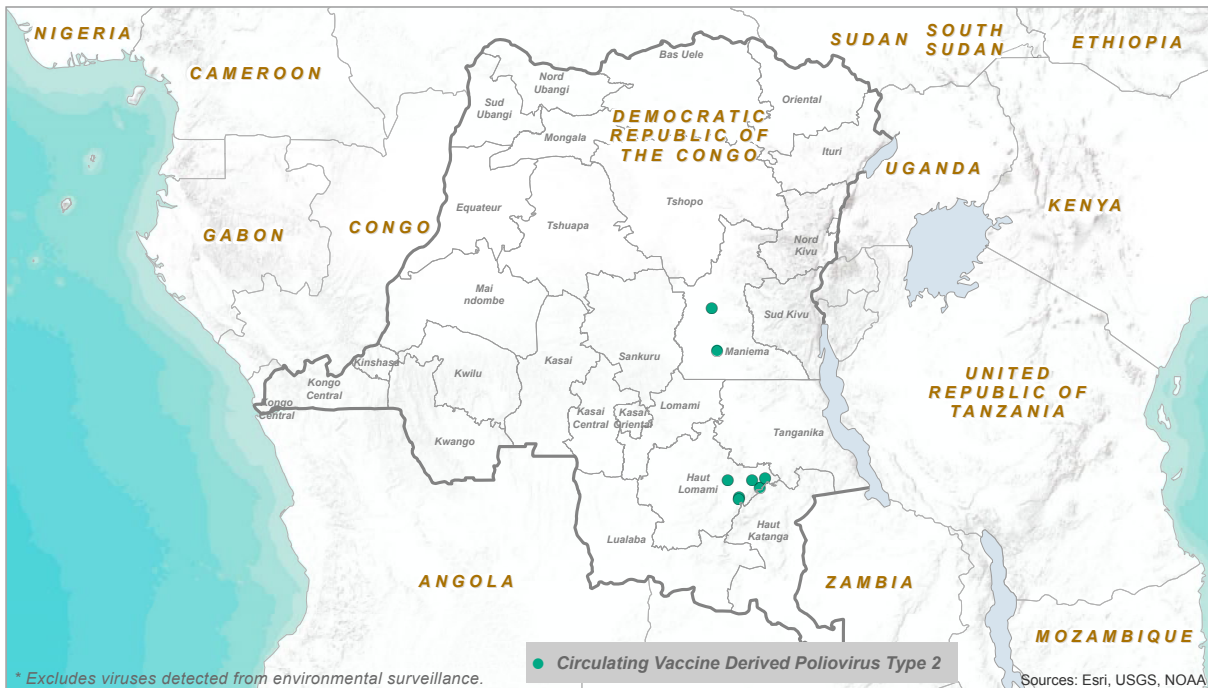 NIGERIA
CAMEROON
SUDAN
SOUTH
SUDAN
ETHIOPIA
Bas Uele
Nord
Ubangi
Sud
Ubangi
Oriental
DEMOCRATIC
REPUBLIC OF
THE CONGO
Mongala
Ituri
UGANDA
KENYA
Equateur
Tshuapa
Tshopo
GABON
CONGO
Nord
Kivu
Mai
ndombe
Sud Kivu
Maniema
Kinshasa
Kasai
Sankuru
Kwilu
Kongo
Central
Kongo
Central
UNITED
REPUBLIC OF
TANZANIA
Kasai
Central
Kasai
Oriental
Lomami
Tanganika
Kwango
Haut
Lomami
Haut
Katanga
Lualaba
ANGOLA
ZAMBIA
MOZAMBIQUE
Circulating Vaccine Derived Poliovirus Type 2
* Excludes viruses detected from environmental surveillance.
Sources: Esri, USGS, NOAA